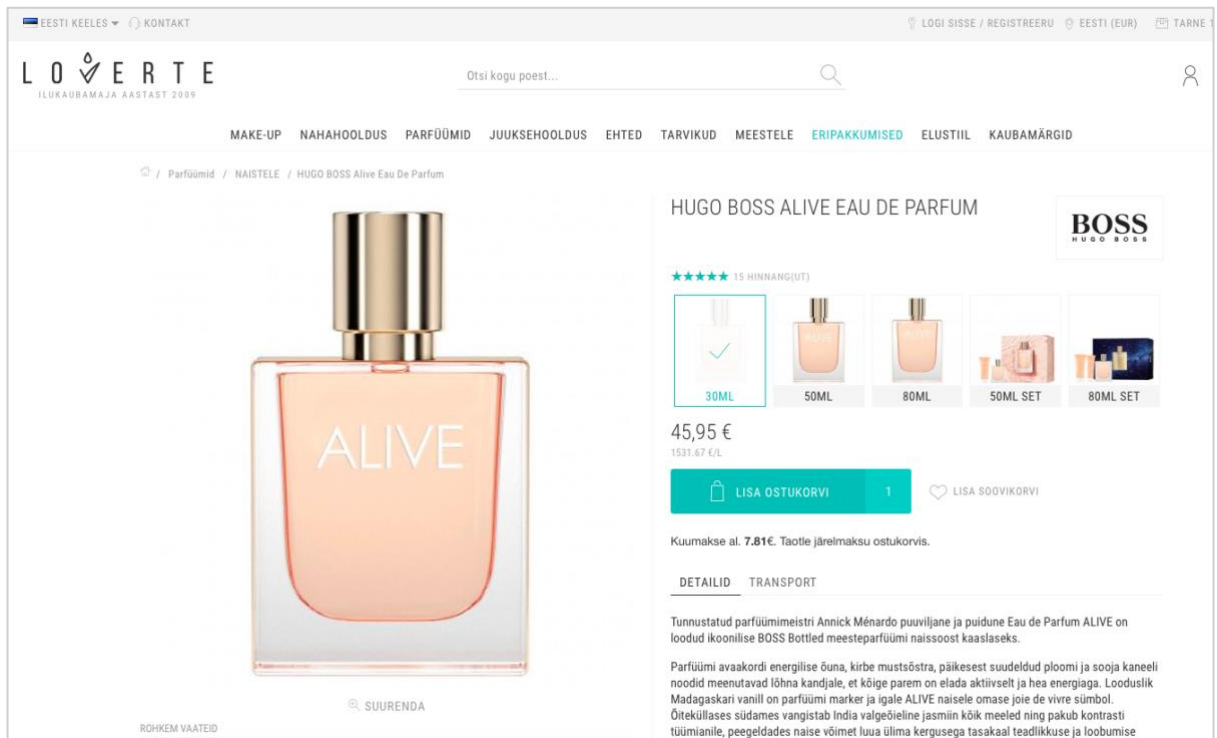 EESTI KEELES
KONTAKT
LOGI SISSE / REGISTREERU
EESTI (EUR)
TARNE
LOVERTE
ILUKAUBAMAJA AASTAST 2009
Otsi kogu poest...
MAKE-UP NAHAHOOLDUS PARFÜÜMID JUUKSEHOOLDUS EHTED TARVIKUD MEESTELE ERIPAKKUMISED ELUSTIIL KAUBAMÄRGID
/ Parfüümid / NAISTELE / HUGO BOSS Alive Eau De Parfum
ALIVE
SUURENDA
ROHKEM VAATEID
HUGO BOSS ALIVE EAU DE PARFUM
BOSS
HUGO BOSS
15 HINNANG(UT)
30ML 50ML 80ML 50ML SET 80ML SET
45,95 €
1531.67 €/L
LISA OSTUKORVI 1
LISA SOOVIKORVI
Kuumakse al. 7.81€. Taotle järelmaksu ostukorvis.
DETAILID TRANSPORT
Tunnustatud parfüümimeistri Annick Ménardo puuviljane ja puidune Eau de Parfum ALIVE on
loodud ikoonilise BOSS Bottled meesteparfüümi naissoost kaaslaseks.
Parfüümi avaakordi energilise õuna, kirbe mustsõstra, päikesest suudeldud ploomi ja sooja kaneeli
noodid meenutavad lõhna kandjale, et kõige parem on elada aktiivselt ja hea energiaga. Looduslik
Madagaskari vanill on parfüümi marker ja igale ALIVE naisele omase joie de vivre sümbol.
Õiteküllases südames vangistab India valgeõieline jasmiin kõik meeled ning pakub kontrasti
tüümianile, peegeldades naise võimet luua ülima kergusega tasakaal teadlikkuse ja loobumise